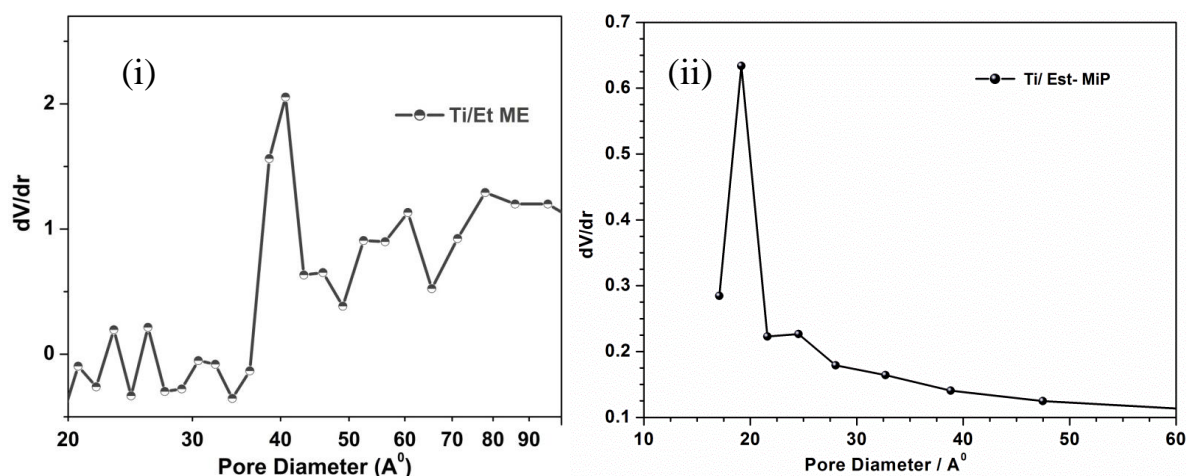 (i)
Ti/Et ME
2
1
0
dV/dr
20 30 40 50 60 70 80 90
Pore Diameter (A⁰)
(ii)
Ti/ Est- MiP
0.7
0.6
0.5
0.4
0.3
0.2
0.1
dV/dr
10 20 30 40 50 60
Pore Diameter / A⁰